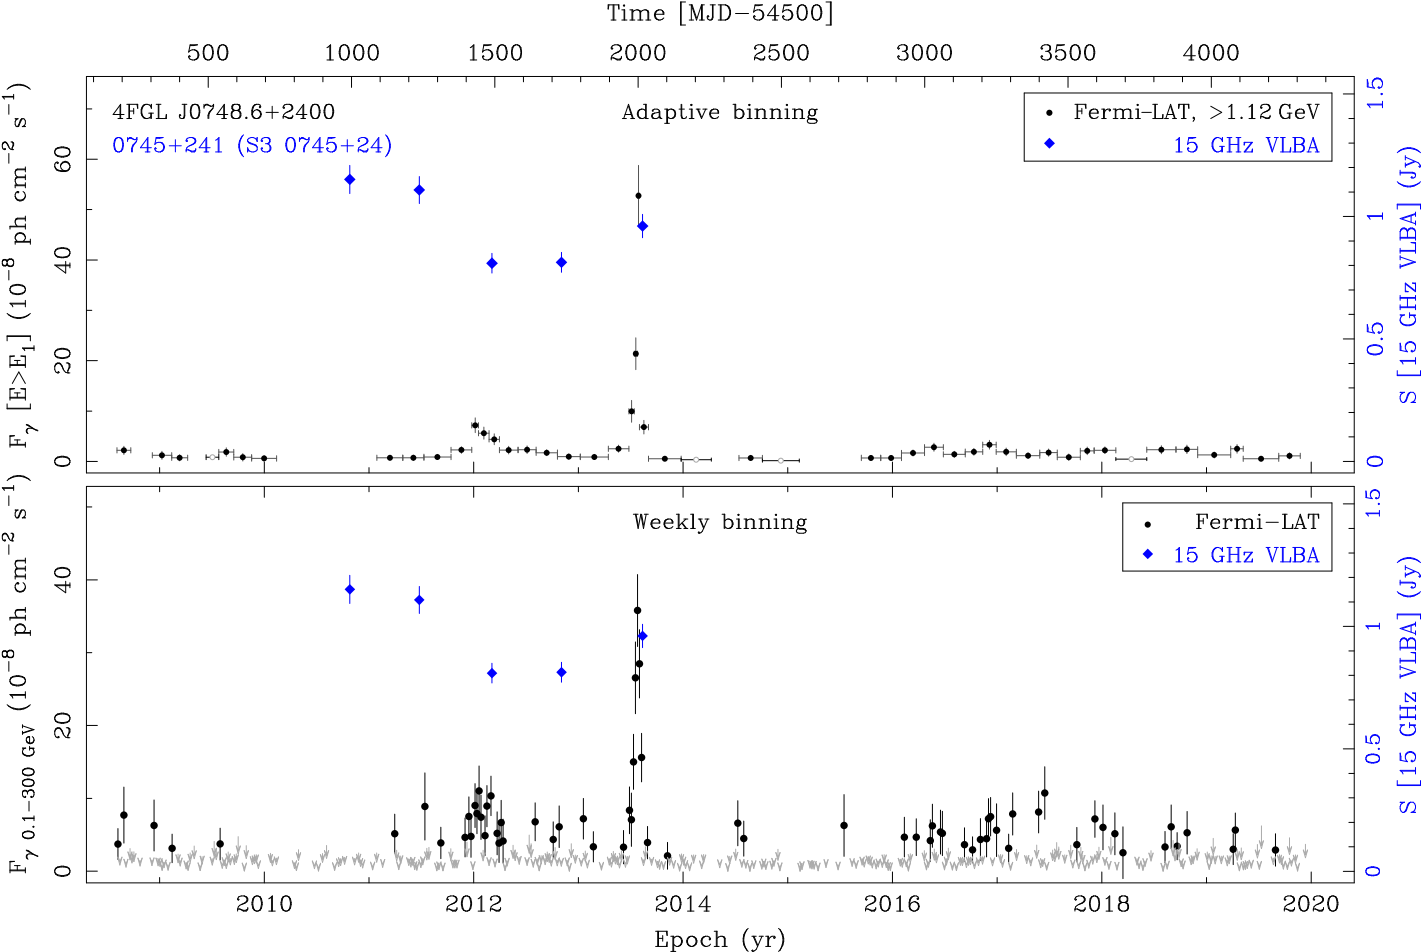 Time [MJD−54500]
500 1000 1500 2000 2500 3000 3500 4000
4FGL J0748.6+2400
0745+241 (S3 0745+24)
Adaptive binning
Fermi−LAT, >1.12 GeV
15 GHz VLBA
F_γ [E>E_1] (10^−8 ph cm^−2 s^−1)
60
40
20
0
S [15 GHz VLBA] (Jy)
1.5
1
0.5
0
Weekly binning
Fermi−LAT
15 GHz VLBA
F_γ 0.1−300 GeV (10^−8 ph cm^−2 s^−1)
40
20
0
S [15 GHz VLBA] (Jy)
1.5
1
0.5
0
2010 2012 2014 2016 2018 2020
Epoch (yr)